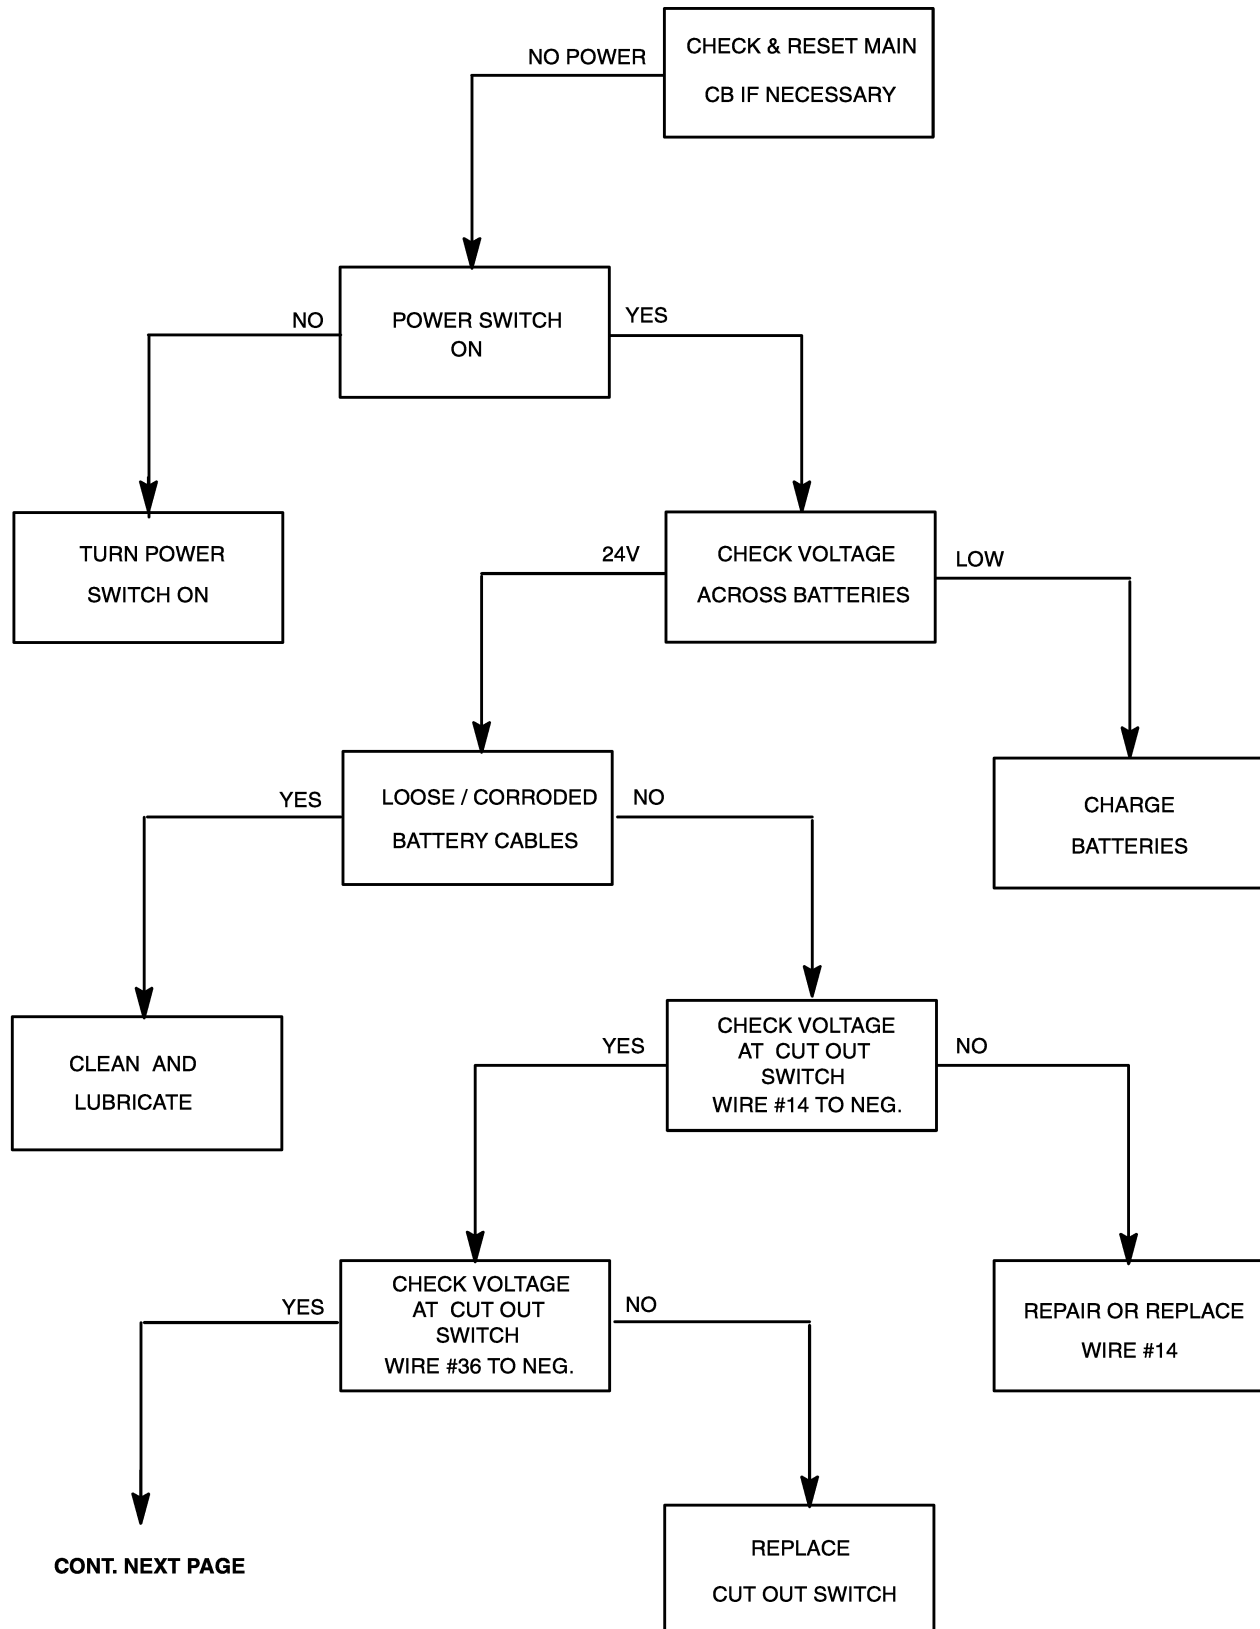 CHECK & RESET MAIN
CB IF NECESSARY
NO POWER
POWER SWITCH
ON
NO
YES
TURN POWER
SWITCH ON
CHECK VOLTAGE
ACROSS BATTERIES
24V
LOW
LOOSE / CORRODED
BATTERY CABLES
YES
NO
CHARGE
BATTERIES
CLEAN AND
LUBRICATE
CHECK VOLTAGE
AT CUT OUT
SWITCH
WIRE #14 TO NEG.
YES
NO
CHECK VOLTAGE
AT CUT OUT
SWITCH
WIRE #36 TO NEG.
YES
NO
REPAIR OR REPLACE
WIRE #14
CONT. NEXT PAGE
REPLACE
CUT OUT SWITCH